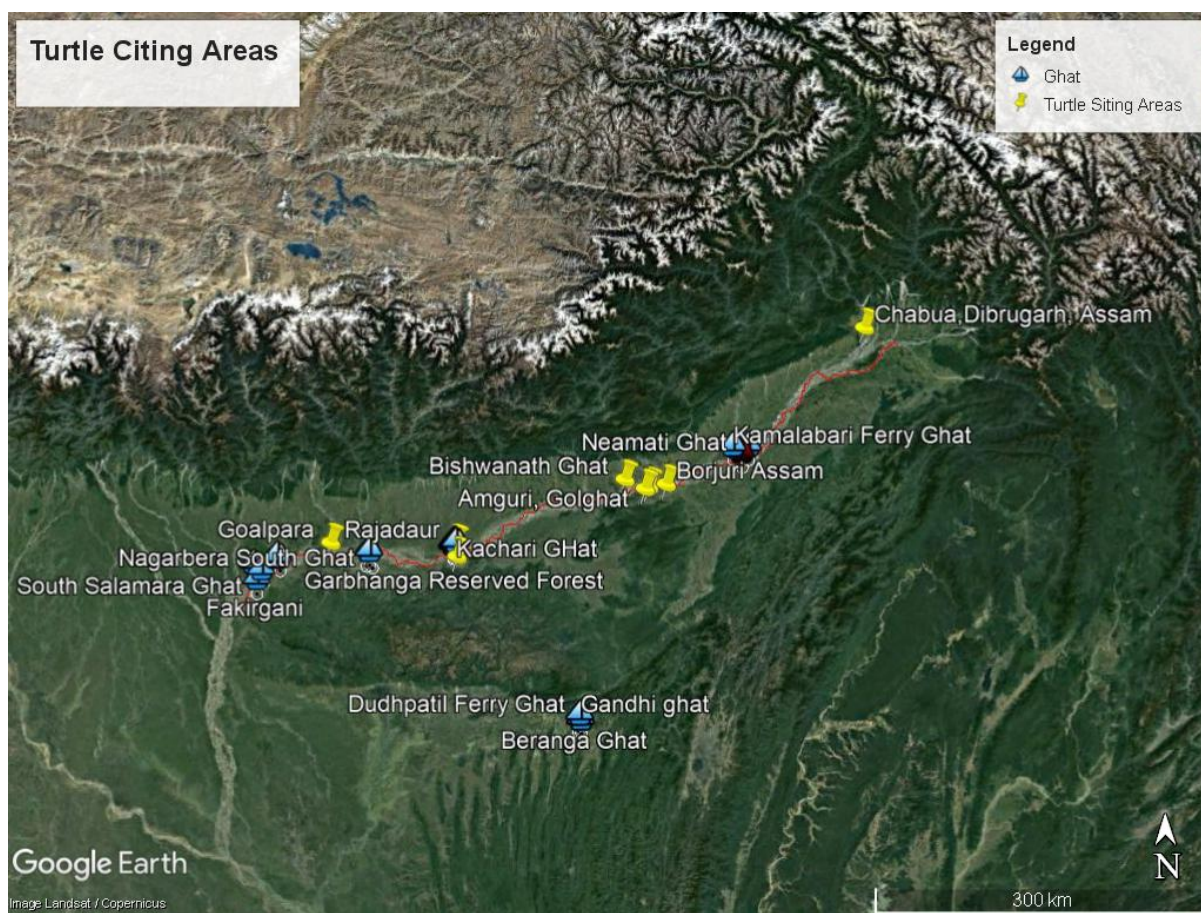 Turtle Citing Areas
Legend
Ghat
Turtle Siting Areas
Chabua,Dibrugarh, Assam
Neamati Ghat
Kamalabari Ferry Ghat
Bishwanath Ghat
Borjuri Assam
Amguri, Golghat
Goalpara
Rajadaur
Kachari GHat
Nagarbera South Ghat
Garbhanga Reserved Forest
South Salamara Ghat
Fakirgani
Dudhpatil Ferry Ghat
Gandhi ghat
Beranga Ghat
Google Earth
N
Image Landsat / Copernicus
300 km